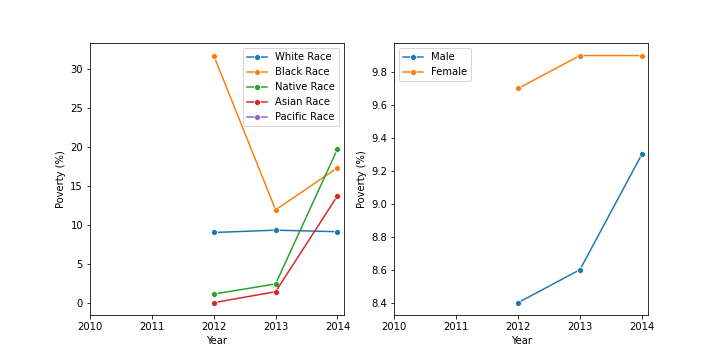 White Race
Black Race
Native Race
Asian Race
Pacific Race
30
25
20
15
10
5
0
Poverty (%)
2010 2011 2012 2013 2014
Year
Male
Female
9.8
9.6
9.4
9.2
9.0
8.8
8.6
8.4
Poverty (%)
2010 2011 2012 2013 2014
Year